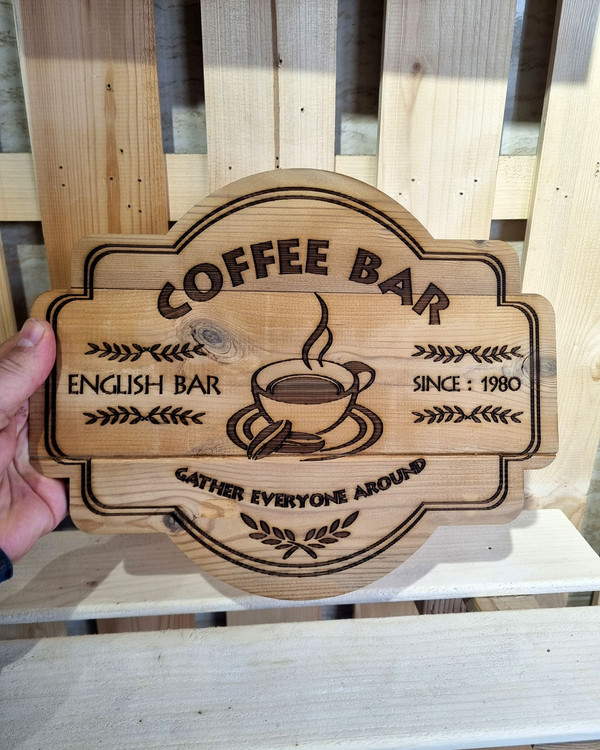 COFFEE BAR
ENGLISH BAR
SINCE : 1980
GATHER EVERYONE AROUND